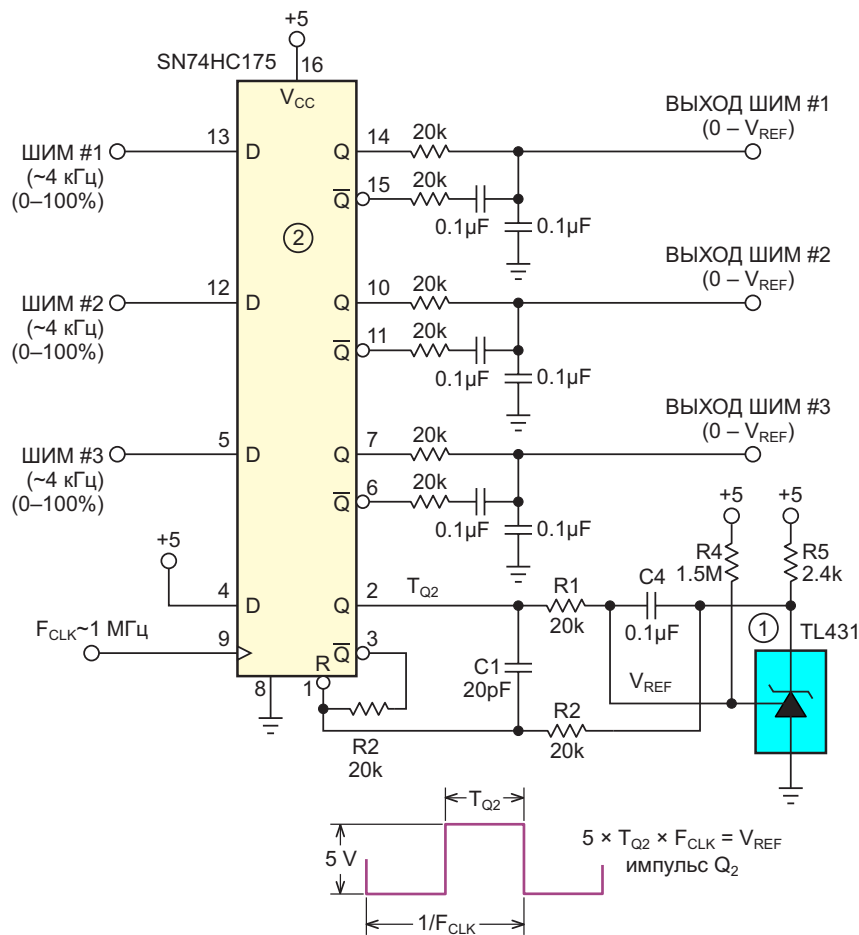 +5
SN74HC175
16
VCC
ВЫХОД ШИМ #1
(0 – VREF)
13
D
Q
14
20k
ШИМ #1
(~4 кГц)
(0–100%)
Q
15
20k
0.1µF
0.1µF
2
ВЫХОД ШИМ #2
(0 – VREF)
12
D
Q
10
20k
ШИМ #2
(~4 кГц)
(0–100%)
Q
11
20k
0.1µF
0.1µF
ВЫХОД ШИМ #3
(0 – VREF)
5
D
Q
7
20k
ШИМ #3
(~4 кГц)
(0–100%)
Q
6
20k
0.1µF
0.1µF
+5
+5
+5
R4
1.5M
R5
2.4k
4
D
Q
2
TQ2
R1
20k
C4
0.1µF
FCLK~1 МГц
9
Q
3
R
1
8
C1
20pF
1
TL431
VREF
R2
20k
R2
20k
TQ2
5 V
5 × TQ2 × FCLK = VREF
импульс Q2
1/FCLK